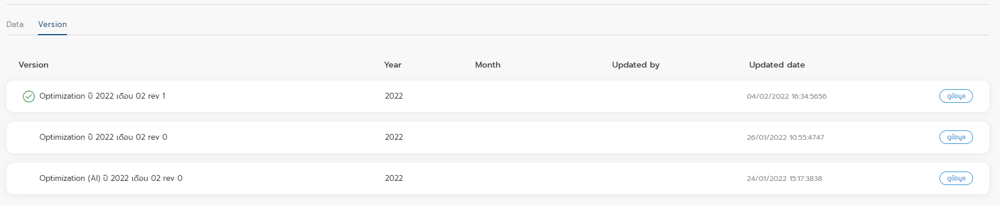 Data Version
Version Year Month Updated by Updated date
Optimization ปี 2022 เดือน 02 rev 1 2022 04/02/2022 16:34:5656 ดูข้อมูล
Optimization ปี 2022 เดือน 02 rev 0 2022 26/01/2022 10:55:4747 ดูข้อมูล
Optimization (AI) ปี 2022 เดือน 02 rev 0 2022 24/01/2022 15:17:3838 ดูข้อมูล